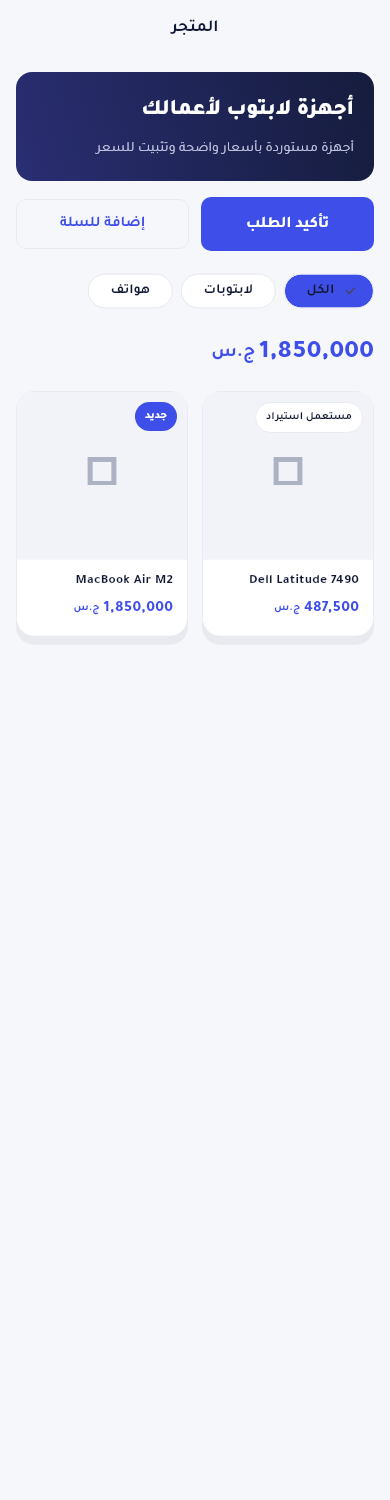 المتجر
أجهزة لابتوب لأعمالك
أجهزة مستوردة بأسعار واضحة وتثبيت للسعر
تأكيد الطلب
إضافة للسلة
الكل
لابتوبات
هواتف
1,850,000 ج.س
مستعمل استيراد
جديد
Dell Latitude 7490
487,500 ج.س
MacBook Air M2
1,850,000 ج.س